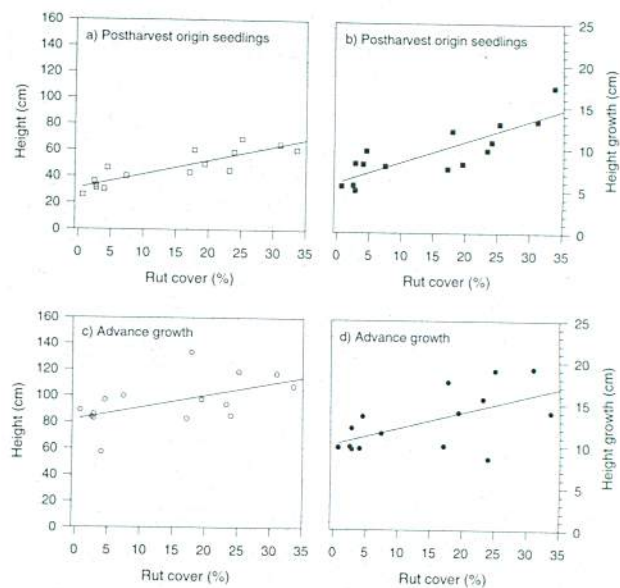 a) Postharvest origin seedlings
160
140
120
100
80
60
40
20
0
Height (cm)
0 5 10 15 20 25 30 35
Rut cover (%)
b) Postharvest origin seedlings
25
20
15
10
5
0
Height growth (cm)
0 5 10 15 20 25 30 35
Rut cover (%)
c) Advance growth
160
140
120
100
80
60
40
20
0
Height (cm)
0 5 10 15 20 25 30 35
Rut cover (%)
d) Advance growth
25
20
15
10
5
0
Height growth (cm)
0 5 10 15 20 25 30 35
Rut cover (%)